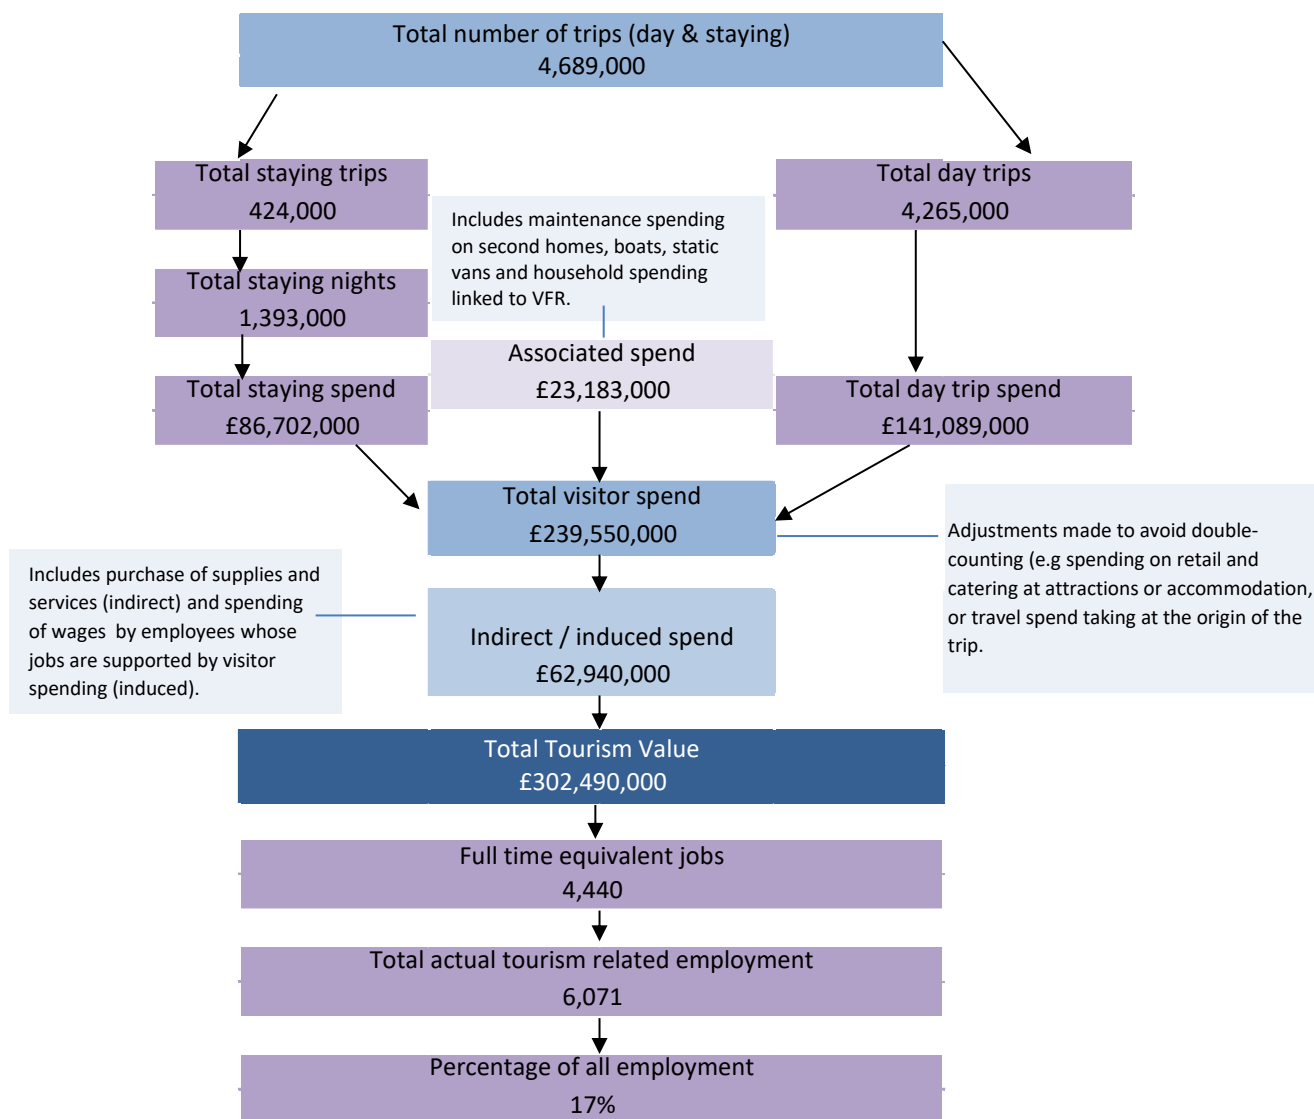 Total number of trips (day & staying)
4,689,000
Total staying trips
424,000
Total day trips
4,265,000
Includes maintenance spending
on second homes, boats, static
vans and household spending
linked to VFR.
Total staying nights
1,393,000
Associated spend
£23,183,000
Total staying spend
£86,702,000
Total day trip spend
£141,089,000
Total visitor spend
£239,550,000
Adjustments made to avoid double-
counting (e.g spending on retail and
catering at attractions or accommodation,
or travel spend taking at the origin of the
trip.
Includes purchase of supplies and
services (indirect) and spending
of wages  by employees whose
jobs are supported by visitor
spending (induced).
Indirect / induced spend
£62,940,000
Total Tourism Value
£302,490,000
Full time equivalent jobs
4,440
Total actual tourism related employment
6,071
Percentage of all employment
17%